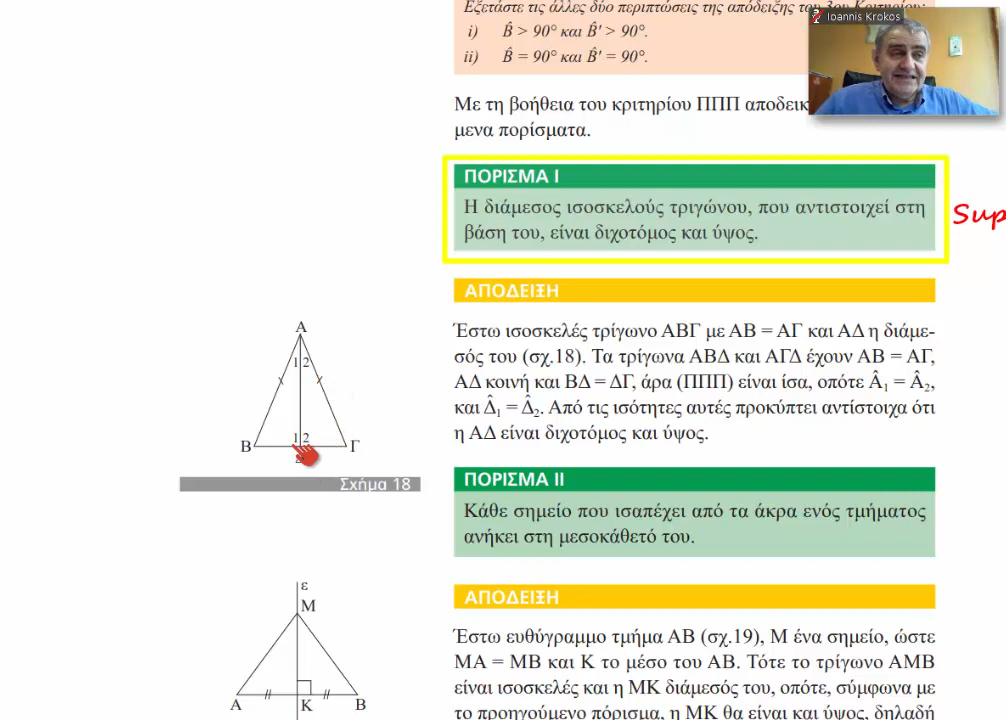 Εξετάστε τις άλλες δύο περιπτώσεις της απόδειξης του 3ου Κριτηρίου:
i) B̂ > 90° και B̂' > 90°.
ii) B̂ = 90° και B̂' = 90°.
Ioannis Krokos
Με τη βοήθεια του κριτηρίου ΠΠΠ αποδεικ
μενα πορίσματα.
ΠΟΡΙΣΜΑ I
Η διάμεσος ισοσκελούς τριγώνου, που αντιστοιχεί στη
βάση του, είναι διχοτόμος και ύψος.
Sup
ΑΠΟΔΕΙΞΗ
Έστω ισοσκελές τρίγωνο ΑΒΓ με ΑΒ = ΑΓ και ΑΔ η διάμε-
σός του (σχ.18). Τα τρίγωνα ΑΒΔ και ΑΓΔ έχουν ΑΒ = ΑΓ,
ΑΔ κοινή και ΒΔ = ΔΓ, άρα (ΠΠΠ) είναι ίσα, οπότε Â₁ = Â₂,
και Δ̂₁ = Δ̂₂. Από τις ισότητες αυτές προκύπτει αντίστοιχα ότι
η ΑΔ είναι διχοτόμος και ύψος.
Α
1 2
1 2
Β Γ
Σχήμα 18
ΠΟΡΙΣΜΑ II
Κάθε σημείο που ισαπέχει από τα άκρα ενός τμήματος
ανήκει στη μεσοκάθετό του.
ΑΠΟΔΕΙΞΗ
Έστω ευθύγραμμο τμήμα ΑΒ (σχ.19), Μ ένα σημείο, ώστε
ΜΑ = ΜΒ και Κ το μέσο του ΑΒ. Τότε το τρίγωνο ΑΜΒ
είναι ισοσκελές και η ΜΚ διάμεσός του, οπότε, σύμφωνα με
το προηγούμενο πόρισμα, η ΜΚ θα είναι και ύψος, δηλαδή
ε
Μ
Α Κ Β